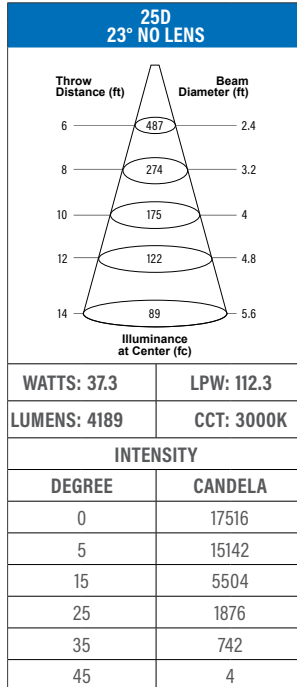 25D
23° NO LENS
Throw Beam
Distance (ft) Diameter (ft)
6 487 2.4
8 274 3.2
10 175 4
12 122 4.8
14 89 5.6
Illuminance
at Center (fc)
WATTS: 37.3 LPW: 112.3
LUMENS: 4189 CCT: 3000K
INTENSITY
DEGREE CANDELA
0 17516
5 15142
15 5504
25 1876
35 742
45 4